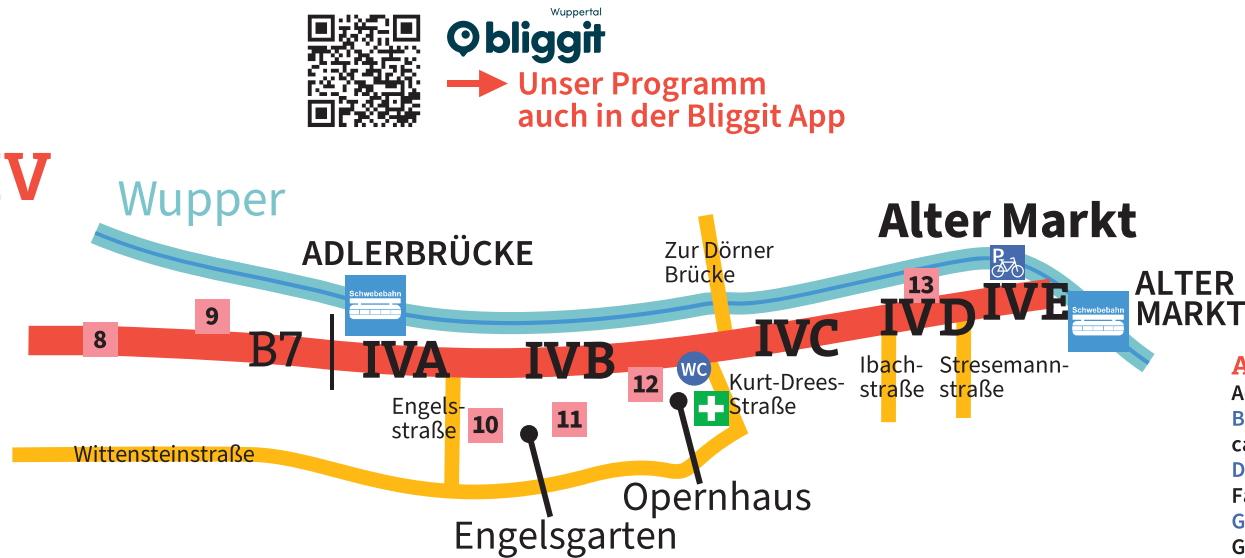 Wuppertal
bliggit
Unser Programm
auch in der Bliggit App
V
Wupper
ADLERBRÜCKE
Zur Dörner
Brücke
Alter Markt
P
ALTER
MARKT
Schwebebahn
Schwebebahn
8
9
B7
IVA
IVB
IVC
13
IVD
IVE
WC
12
Engels-
straße
10
11
Kurt-Drees-
Straße
Ibach-
straße
Stresemann-
straße
Wittensteinstraße
Opernhaus
Engelsgarten
A
A
B
ca
D
Fa
G
G